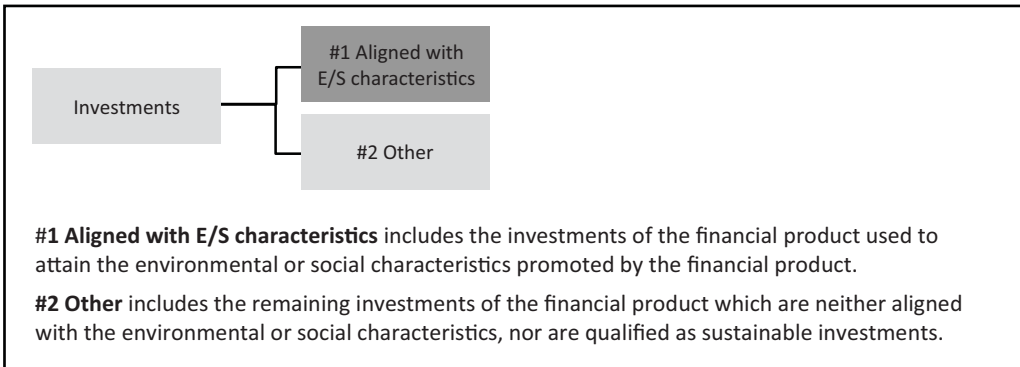 #1 Aligned with
E/S characteristics
Investments
#2 Other
#1 Aligned with E/S characteristics includes the investments of the financial product used to
attain the environmental or social characteristics promoted by the financial product.
#2 Other includes the remaining investments of the financial product which are neither aligned
with the environmental or social characteristics, nor are qualified as sustainable investments.